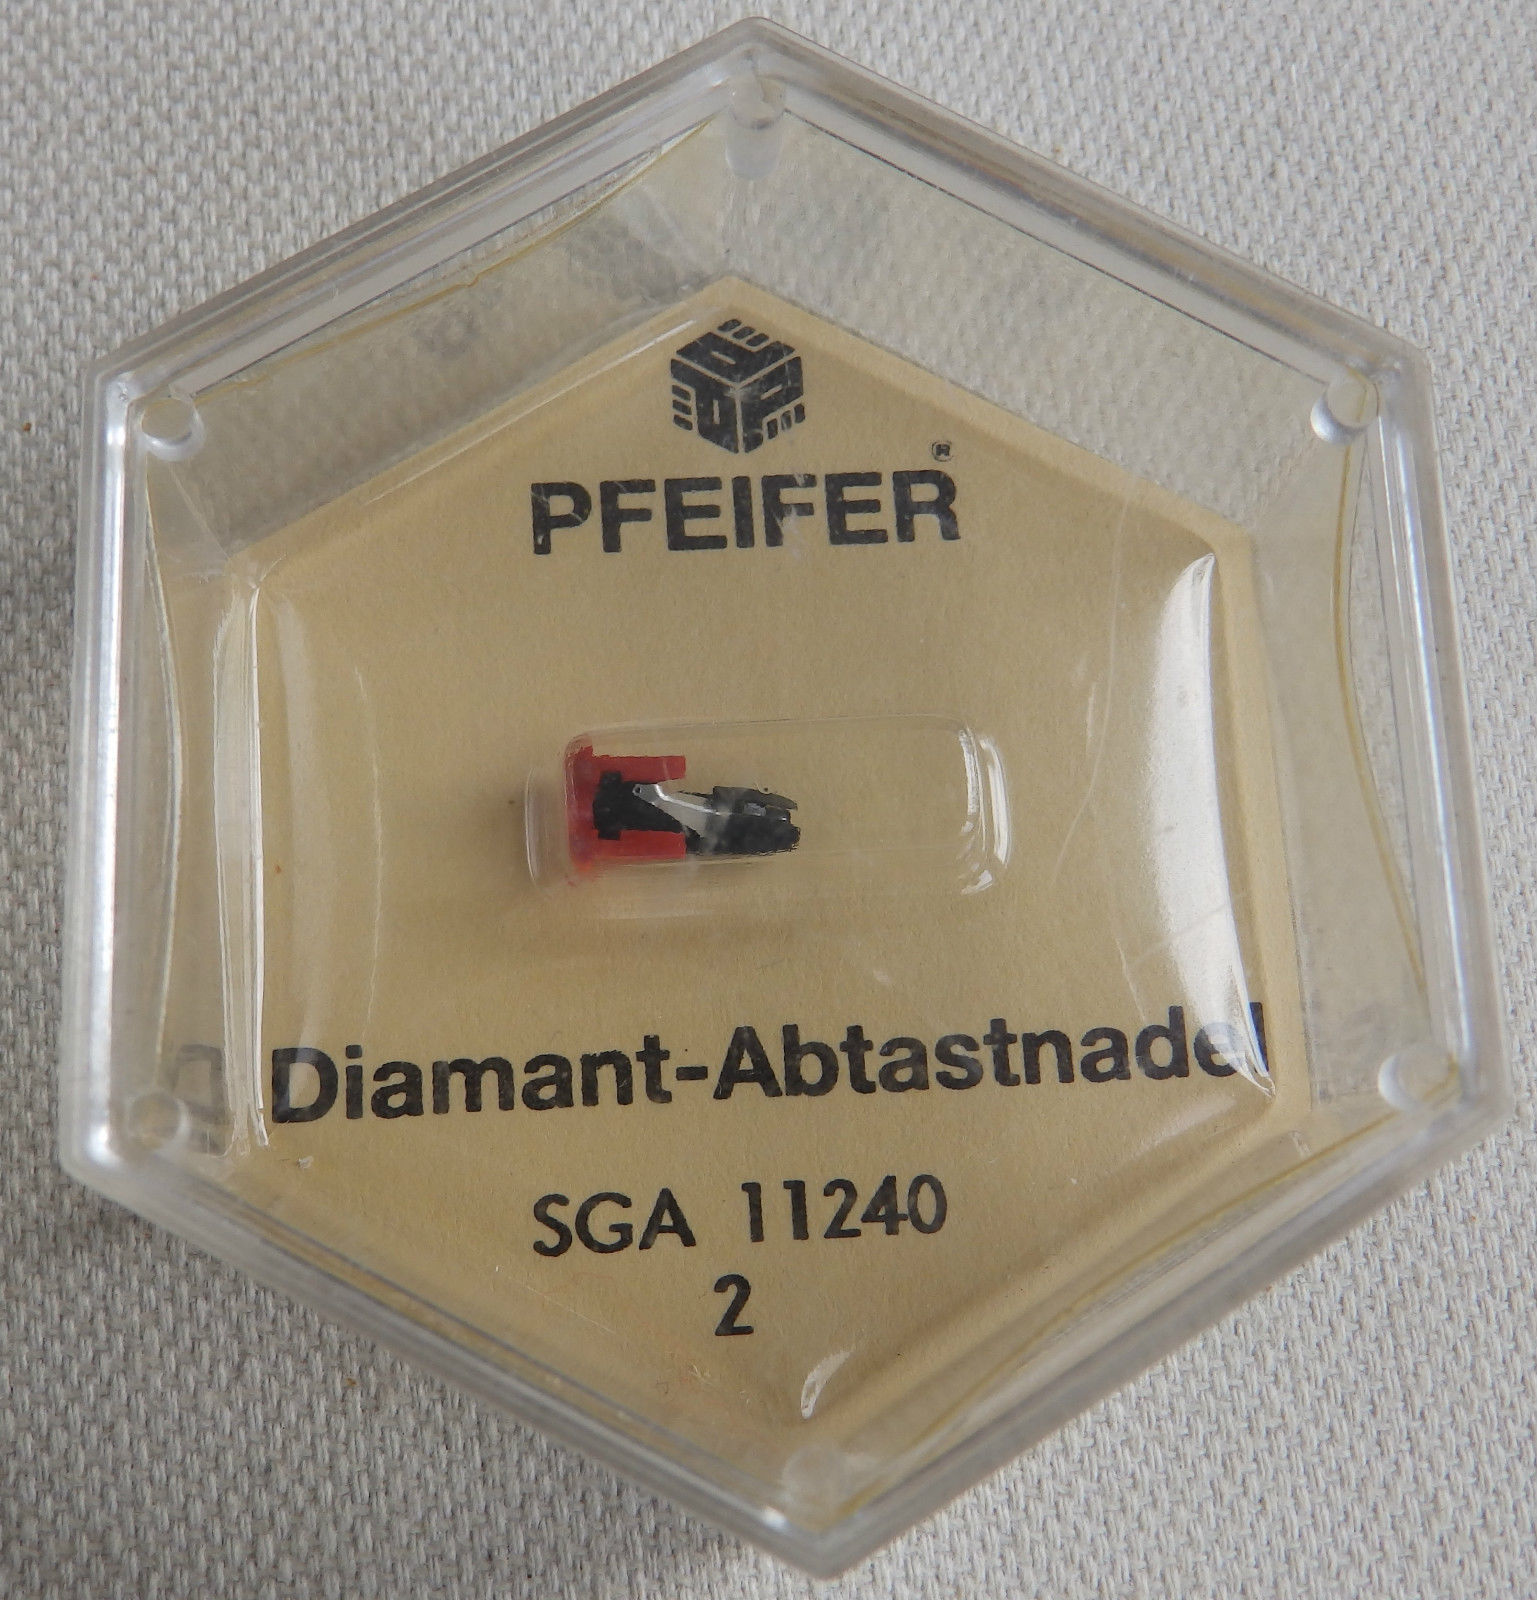 PFEIFER®
Diamant-Abtastnadel
SGA 11240
2